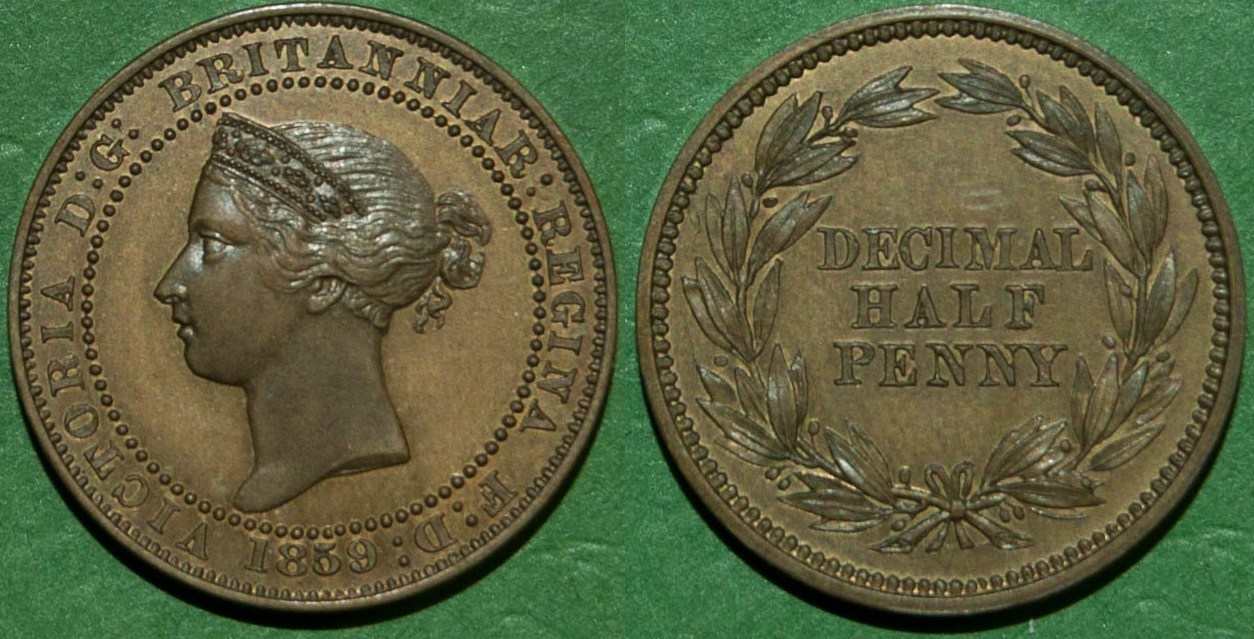 VICTORIA D:G: BRITANNIAR: REGINA F:D:
1859
DECIMAL
HALF
PENNY